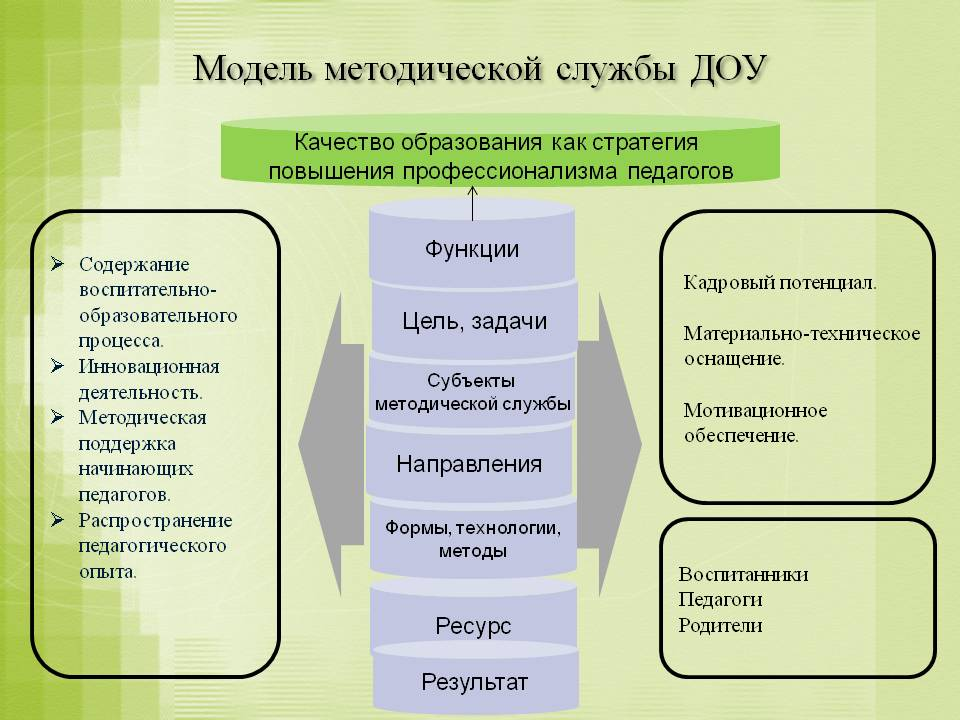 Модель методической службы ДОУ
Качество образования как стратегия
повышения профессионализма педагогов
Содержание
воспитательно-
образовательного
процесса.
Инновационная
деятельность.
Методическая
поддержка
начинающих
педагогов.
Распространение
педагогического
опыта.
Функции
Цель, задачи
Субъекты
методической службы
Направления
Формы, технологии,
методы
Ресурс
Результат
Кадровый потенциал.
Материально-техническое
оснащение.
Мотивационное
обеспечение.
Воспитанники
Педагоги
Родители